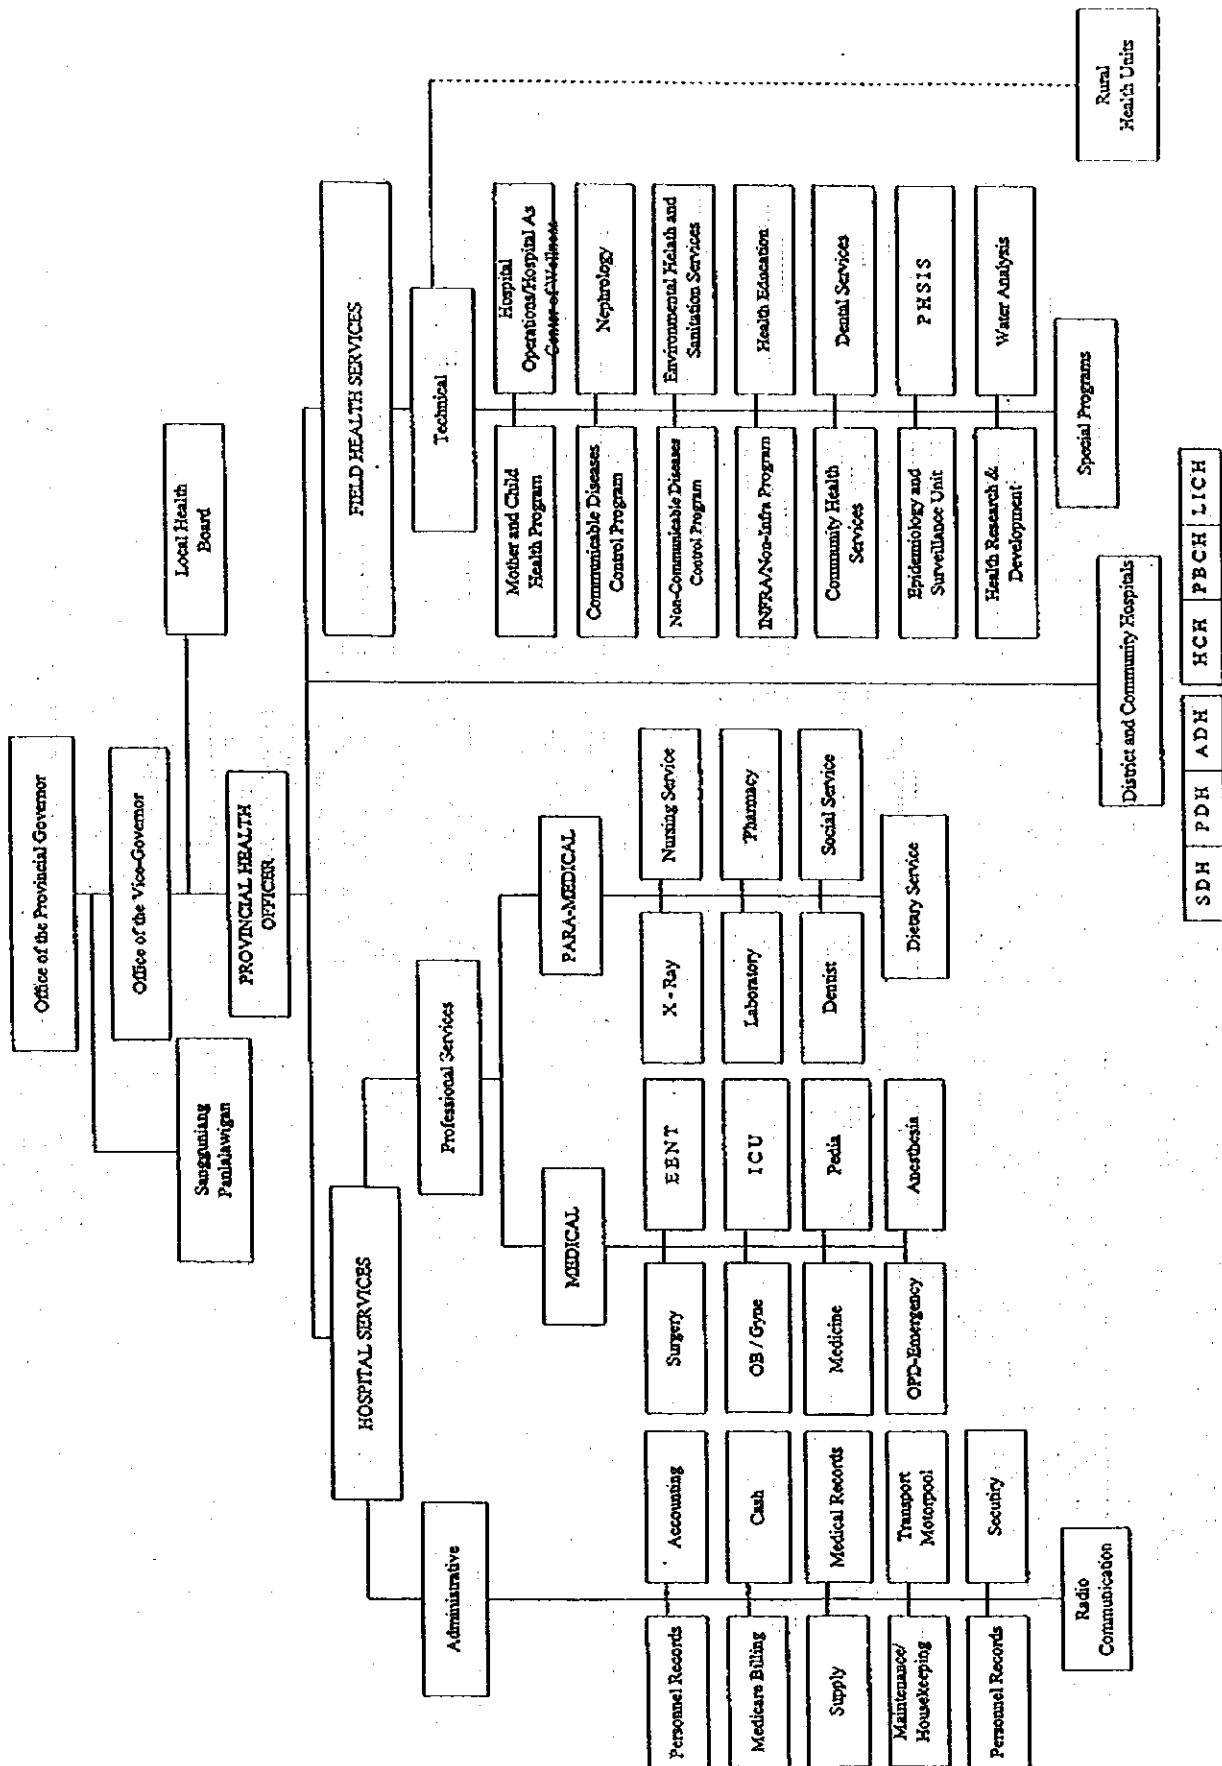 Office of the Provincial Governor
Office of the Vice-Governor
Sangguniang
Panlalawigan
Local Health
Board
PROVINCIAL HEALTH
OFFICER
HOSPITAL SERVICES
FIELD HEALTH SERVICES
Administrative
Professional Services
Technical
MEDICAL
PARA-MEDICAL
Personnel Records
Accounting
Medicare Billing
Cash
Supply
Medical Records
Maintenance/
Housekeeping
Transport
Motorpool
Personnel Records
Secutiry
Radio
Communication
Surgery
EENT
OB / Gyne
ICU
Medicine
Pedia
OPD-Emergency
Anesthesia
X - Ray
Nursing Service
Laboratory
Pharmacy
Dentist
Social Service
Dietary Service
Mother and Child
Health Program
Hospital
Operations/Hospital As
Center of Wellness
Communicable Diseases
Control Program
Nephrology
Non-Communicable Diseases
Control Program
Environmental Helath and
Sanitation Services
INFRA/Non-Infra Program
Health Education
Community Health
Services
Dental Services
Epidemiology and
Surveillance Unit
PHSIS
Health Research &
Development
Water Analysis
Special Programs
Rural
Health Units
District and Community Hospitals
SDH PDH ADH HCH PBCH LICH